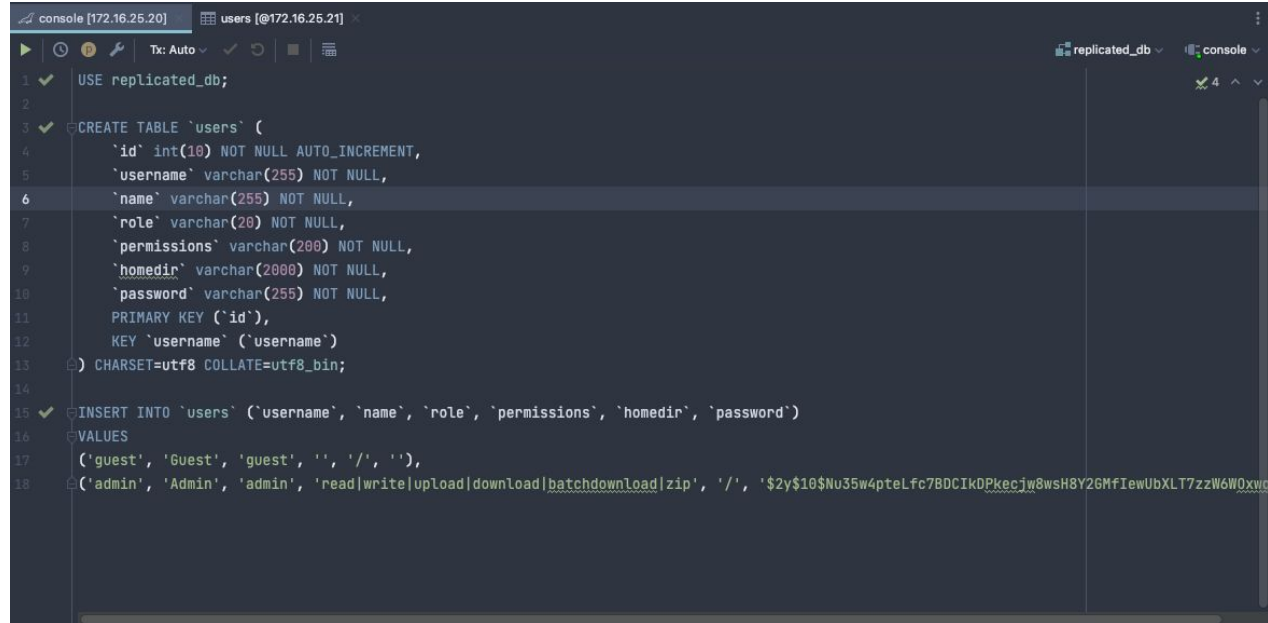 console [172.16.25.20] users [@172.16.25.21]
Tx: Auto replicated_db console
1 USE replicated_db; 4
2
3 CREATE TABLE `users` (
4 `id` int(10) NOT NULL AUTO_INCREMENT,
5 `username` varchar(255) NOT NULL,
6 `name` varchar(255) NOT NULL,
7 `role` varchar(20) NOT NULL,
8 `permissions` varchar(200) NOT NULL,
9 `homedir` varchar(2000) NOT NULL,
10 `password` varchar(255) NOT NULL,
11 PRIMARY KEY (`id`),
12 KEY `username` (`username`)
13 ) CHARSET=utf8 COLLATE=utf8_bin;
14
15 INSERT INTO `users` (`username`, `name`, `role`, `permissions`, `homedir`, `password`)
16 VALUES
17 ('guest', 'Guest', 'guest', '', '/', ''),
18 ('admin', 'Admin', 'admin', 'read|write|upload|download|batchdownload|zip', '/', '$2y$10$Nu35w4pteLfc7BDCIkDPkecjw8wsH8Y2GMfIewUbXLT7zzW6WOxwq